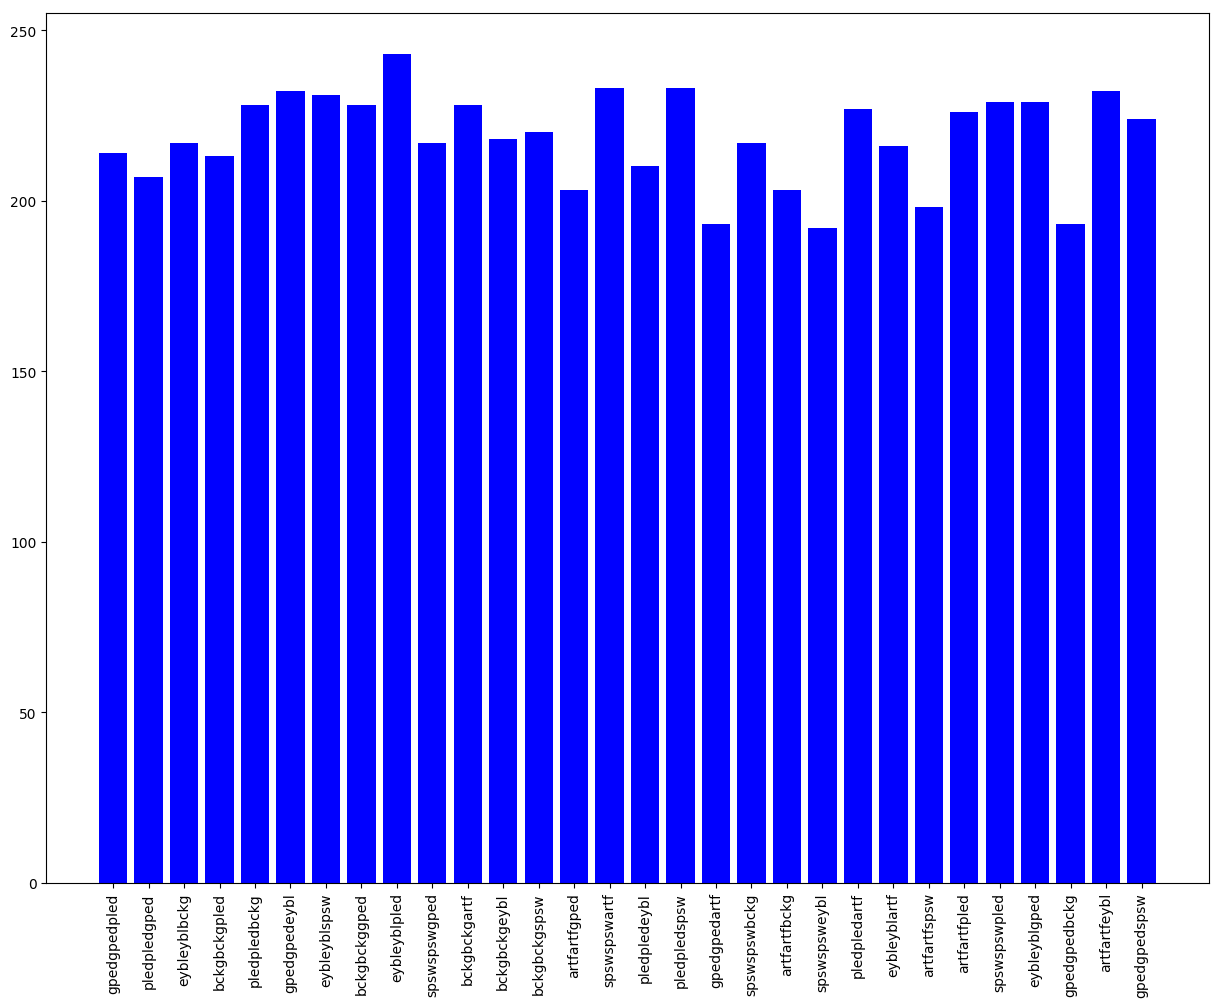 250
200
150
100
50
0
gpedgpedpled
pledpledgped
eybleyblbckg
bckgbckgpled
pledpledbckg
gpedgpedeybl
eybleyblspsw
bckgbckggped
eybleyblpled
spswspswgped
bckgbckgartf
bckgbckgeybl
bckgbckgspsw
artfartfgped
spswspswartf
pledpledeybl
pledpledspsw
gpedgpedartf
spswspswbckg
artfartfbckg
spswspsweybl
pledpledartf
eybleyblartf
artfartfspsw
artfartfpled
spswspswpled
eybleyblgped
gpedgpedbckg
artfartfeybl
gpedgpedspsw